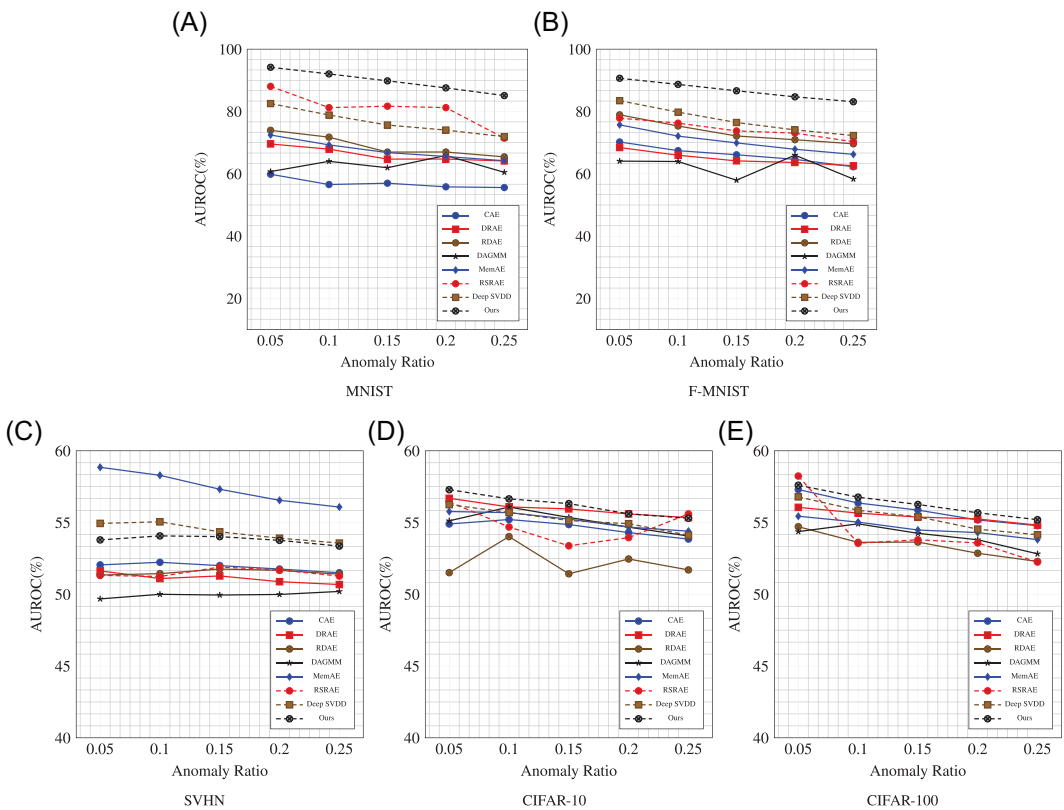 (A)
100
80
60
40
20
AUROC(%)
CAE
DRAE
RDAE
DAGMM
MemAE
RSRAE
Deep SVDD
Ours
0.05 0.1 0.15 0.2 0.25
Anomaly Ratio
MNIST
(B)
100
80
60
40
20
AUROC(%)
CAE
DRAE
RDAE
DAGMM
MemAE
RSRAE
Deep SVDD
Ours
0.05 0.1 0.15 0.2 0.25
Anomaly Ratio
F-MNIST
(C)
60
55
50
45
40
AUROC(%)
CAE
DRAE
RDAE
DAGMM
MemAE
RSRAE
Deep SVDD
Ours
0.05 0.1 0.15 0.2 0.25
Anomaly Ratio
SVHN
(D)
60
55
50
45
40
AUROC(%)
CAE
DRAE
RDAE
DAGMM
MemAE
RSRAE
Deep SVDD
Ours
0.05 0.1 0.15 0.2 0.25
Anomaly Ratio
CIFAR-10
(E)
60
55
50
45
40
AUROC(%)
CAE
DRAE
RDAE
DAGMM
MemAE
RSRAE
Deep SVDD
Ours
0.05 0.1 0.15 0.2 0.25
Anomaly Ratio
CIFAR-100